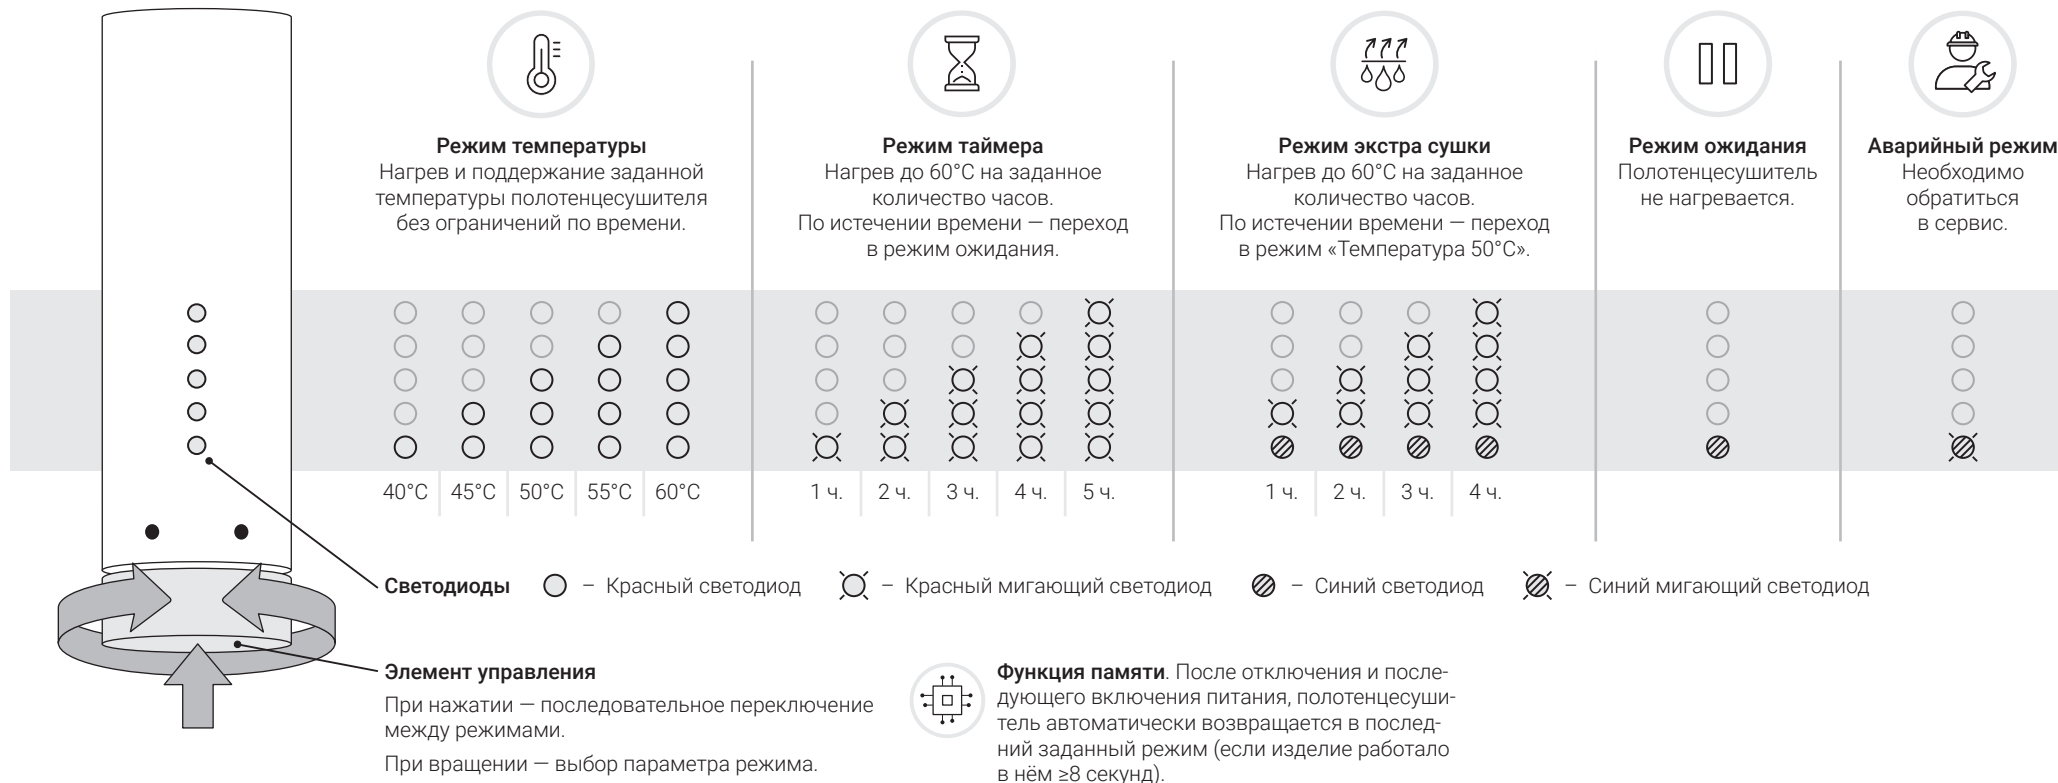 Режим температуры
Нагрев и поддержание заданной
температуры полотенцесушителя
без ограничений по времени.
Режим таймера
Нагрев до 60°C на заданное
количество часов.
По истечении времени — переход
в режим ожидания.
Режим экстра сушки
Нагрев до 60°C на заданное
количество часов.
По истечении времени — переход
в режим «Температура 50°C».
Режим ожидания
Полотенцесушитель
не нагревается.
Аварийный режим
Необходимо
обратиться
в сервис.
40°C 45°C 50°C 55°C 60°C
1 ч. 2 ч. 3 ч. 4 ч. 5 ч.
1 ч. 2 ч. 3 ч. 4 ч.
Светодиоды – Красный светодиод – Красный мигающий светодиод – Синий светодиод – Синий мигающий светодиод
Элемент управления
При нажатии — последовательное переключение
между режимами.
При вращении — выбор параметра режима.
Функция памяти. После отключения и после-
дующего включения питания, полотенцесуши-
тель автоматически возвращается в послед-
ний заданный режим (если изделие работало
в нём ≥8 секунд).